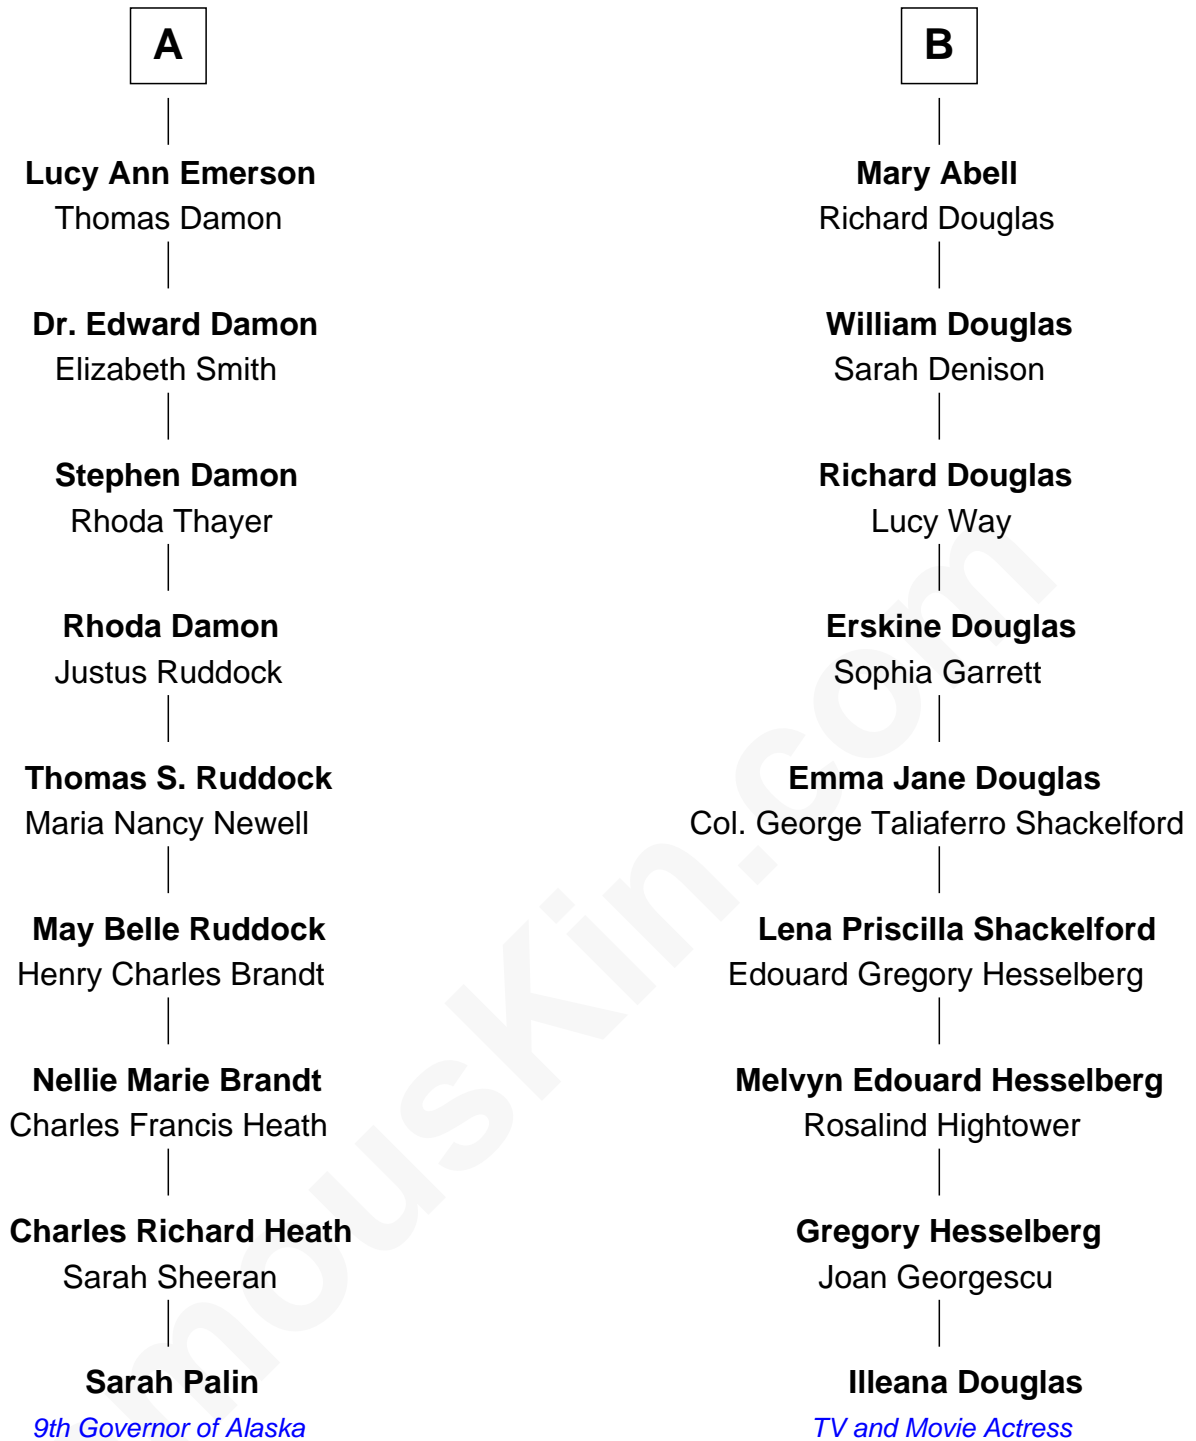 A
Lucy Ann Emerson
Thomas Damon
Dr. Edward Damon
Elizabeth Smith
Stephen Damon
Rhoda Thayer
Rhoda Damon
Justus Ruddock
Thomas S. Ruddock
Maria Nancy Newell
May Belle Ruddock
Henry Charles Brandt
Nellie Marie Brandt
Charles Francis Heath
Charles Richard Heath
Sarah Sheeran
Sarah Palin
9th Governor of Alaska
B
Mary Abell
Richard Douglas
William Douglas
Sarah Denison
Richard Douglas
Lucy Way
Erskine Douglas
Sophia Garrett
Emma Jane Douglas
Col. George Taliaferro Shackelford
Lena Priscilla Shackelford
Edouard Gregory Hesselberg
Melvyn Edouard Hesselberg
Rosalind Hightower
Gregory Hesselberg
Joan Georgescu
Illeana Douglas
TV and Movie Actress
mousKin.com